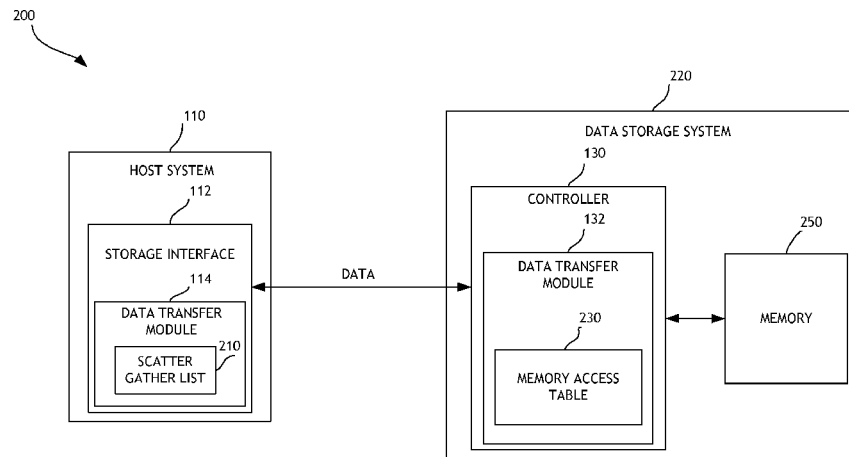 200
110
HOST SYSTEM
112
STORAGE INTERFACE
114
DATA TRANSFER
MODULE
210
SCATTER
GATHER LIST
DATA
220
DATA STORAGE SYSTEM
130
CONTROLLER
132
DATA TRANSFER
MODULE
230
MEMORY ACCESS
TABLE
250
MEMORY